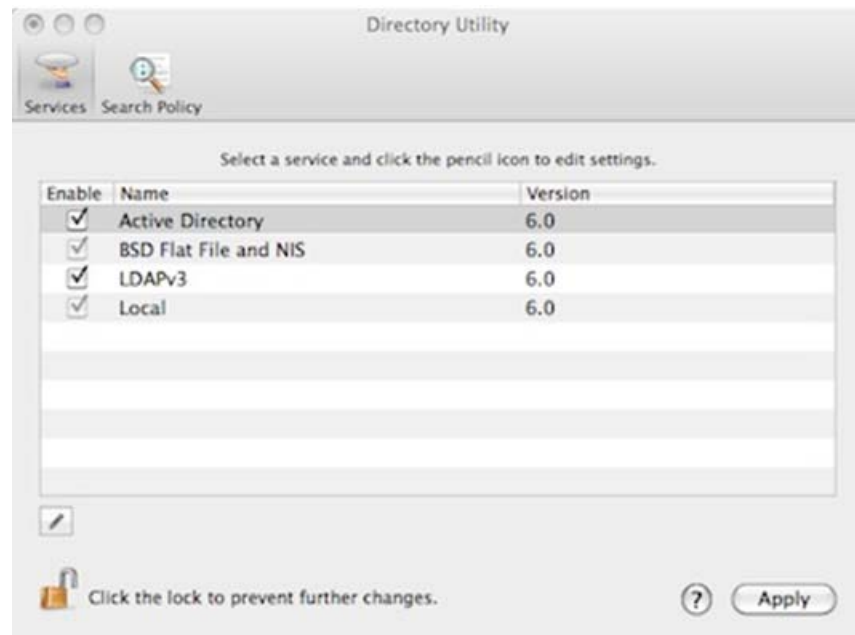 Directory Utility
Services Search Policy
Select a service and click the pencil icon to edit settings.
Enable Name Version
Active Directory 6.0
BSD Flat File and NIS 6.0
LDAPv3 6.0
Local 6.0
Click the lock to prevent further changes.
? Apply